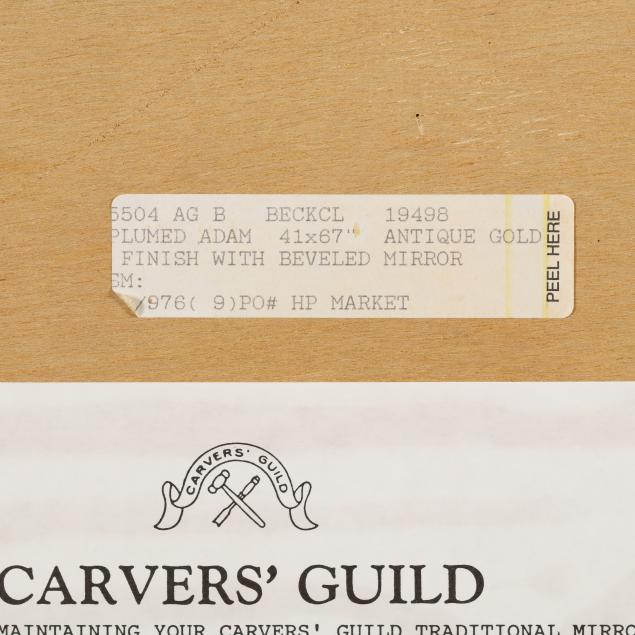 5504 AG B BECKCL 19498
PLUMED ADAM 41x67" ANTIQUE GOLD
FINISH WITH BEVELED MIRROR
SM:
/976( 9)PO# HP MARKET
PEEL HERE
CARVERS' GUILD
CARVERS' GUILD
MAINTAINING YOUR CARVERS' GUILD TRADITIONAL MIRRO